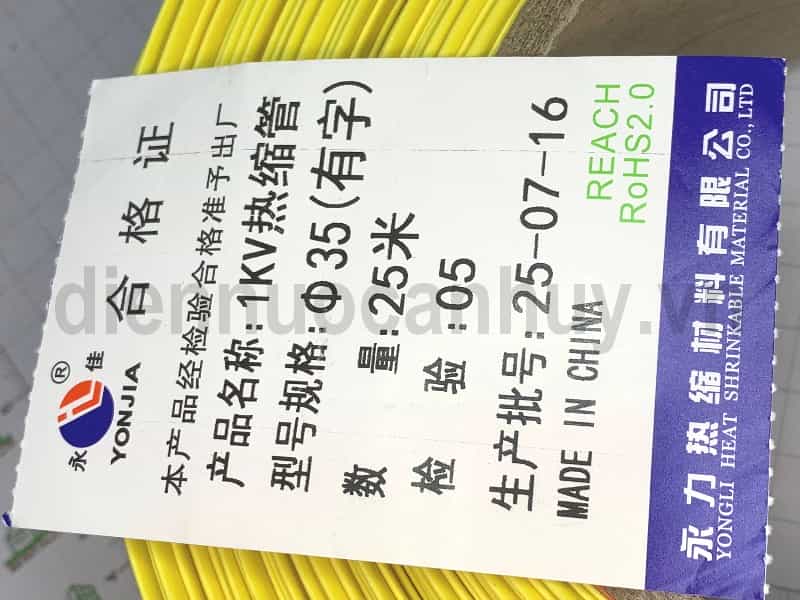 永佳®
YONJIA
合格证
本产品经检验合格准予出厂
产品名称:1KV热缩管
型号规格:Φ35(有字)
数量:25米
检验:05
生产批号:25-07-16
MADE IN CHINA
REACH
RoHS2.0
永力热缩材料有限公司
YONGLI HEAT SHRINKABLE MATERIAL CO.,LTD
diennuocanhuy.v